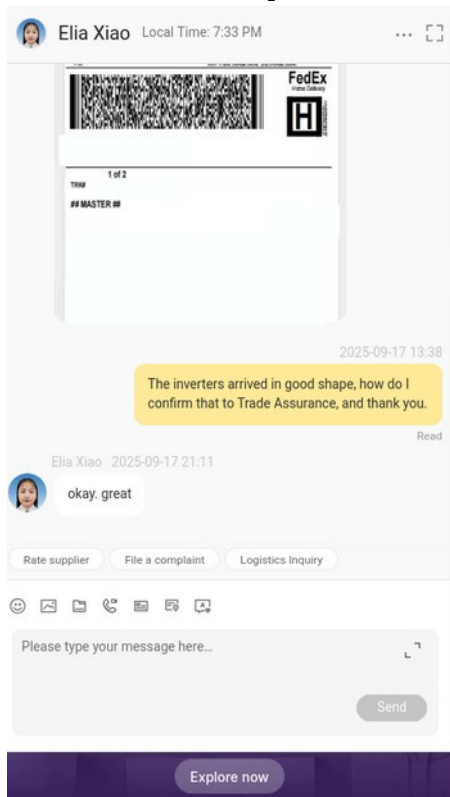 Elia Xiao Local Time: 7:33 PM
FedEx
Home Delivery
H
1 of 2
TRK#
## MASTER ##
2025-09-17 13:38
The inverters arrived in good shape, how do I
confirm that to Trade Assurance, and thank you.
Read
Elia Xiao 2025-09-17 21:11
okay. great
Rate supplier File a complaint Logistics Inquiry
Please type your message here...
Send
Explore now